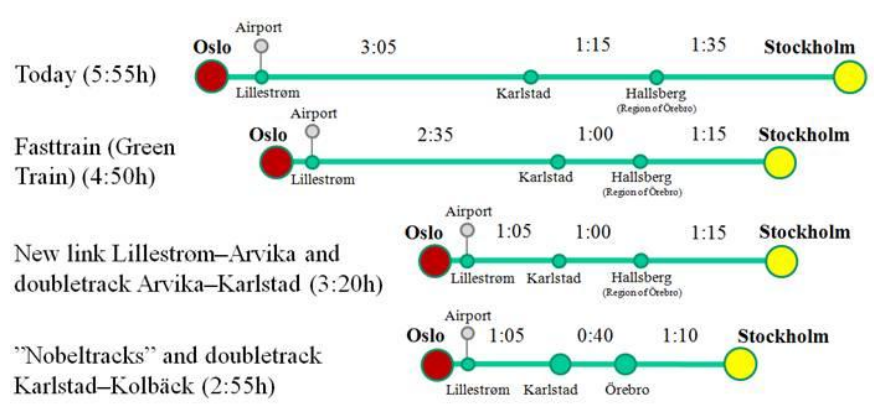 Airport
Oslo 3:05 1:15 1:35 Stockholm
Today (5:55h)
Lillestrøm Karlstad Hallsberg
(Region of Örebro)
Airport
Oslo 2:35 1:00 1:15 Stockholm
Fasttrain (Green
Train) (4:50h)
Lillestrøm Karlstad Hallsberg
(Region of Örebro)
Airport
Oslo 1:05 1:00 1:15 Stockholm
New link Lillestrøm–Arvika and
doubletrack Arvika–Karlstad (3:20h)
Lillestrøm Karlstad Hallsberg
(Region of Örebro)
Airport
Oslo 1:05 0:40 1:10 Stockholm
”Nobeltracks” and doubletrack
Karlstad–Kolbäck (2:55h)
Lillestrøm Karlstad Örebro